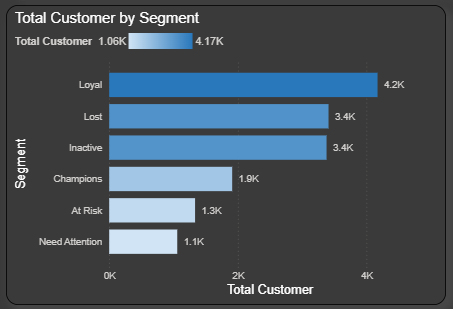 Total Customer by Segment
Total Customer 1.06K 4.17K
Segment
Loyal 4.2K
Lost 3.4K
Inactive 3.4K
Champions 1.9K
At Risk 1.3K
Need Attention 1.1K
0K 2K 4K
Total Customer